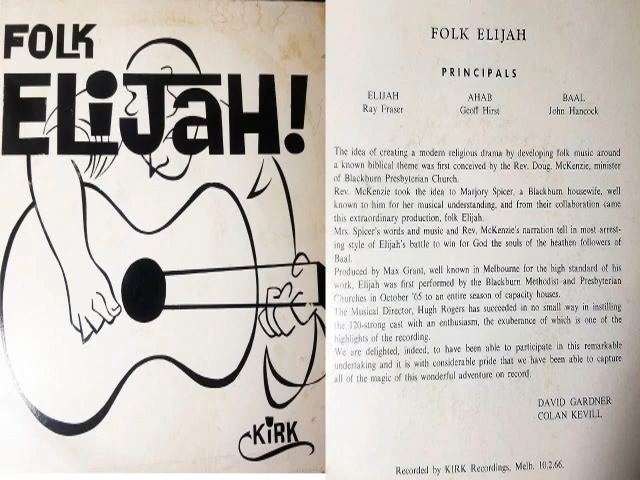 FOLK
ELIJAH!
KIRK
FOLK ELIJAH
PRINCIPALS
ELIJAH AHAB BAAL
Ray Fraser Geoff Hirst John Hancock
The idea of creating a modern religious drama by developing folk music around
a known biblical theme was first conceived by the Rev. Doug. McKenzie, minister
of Blackburn Presbyterian Church.
Rev. McKenzie took the idea to Marjory Spicer, a Blackburn housewife, well
known to him for her musical understanding, and from their collaboration came
this extraordinary production, folk Elijah.
Mrs. Spicer's words and music and Rev. McKenzie's narration tell in most arrest-
ing style of Elijah's battle to win for God the souls of the heathen followers of
Baal.
Produced by Max Grant, well known in Melbourne for the high standard of his
work, Elijah was first performed by the Blackburn Methodist and Presbyterian
Churches in October '65 to an entire season of capacity houses.
The Musical Director, Hugh Rogers has succeeded in no small way in instilling
the 120-strong cast with an enthusiasm, the exuberance of which is one of the
highlights of the recording.
We are delighted, indeed, to have been able to participate in this remarkable
undertaking and it is with considerable pride that we have been able to capture
all of the magic of this wonderful adventure on record.
DAVID GARDNER
COLAN KEVILL
Recorded by KIRK Recordings, Melb. 10.2.66.